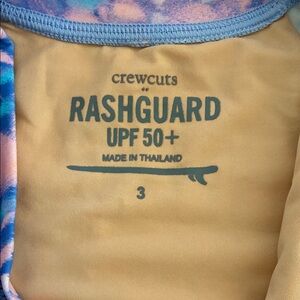 crewcuts
RASHGUARD
UPF 50+
MADE IN THAILAND
3